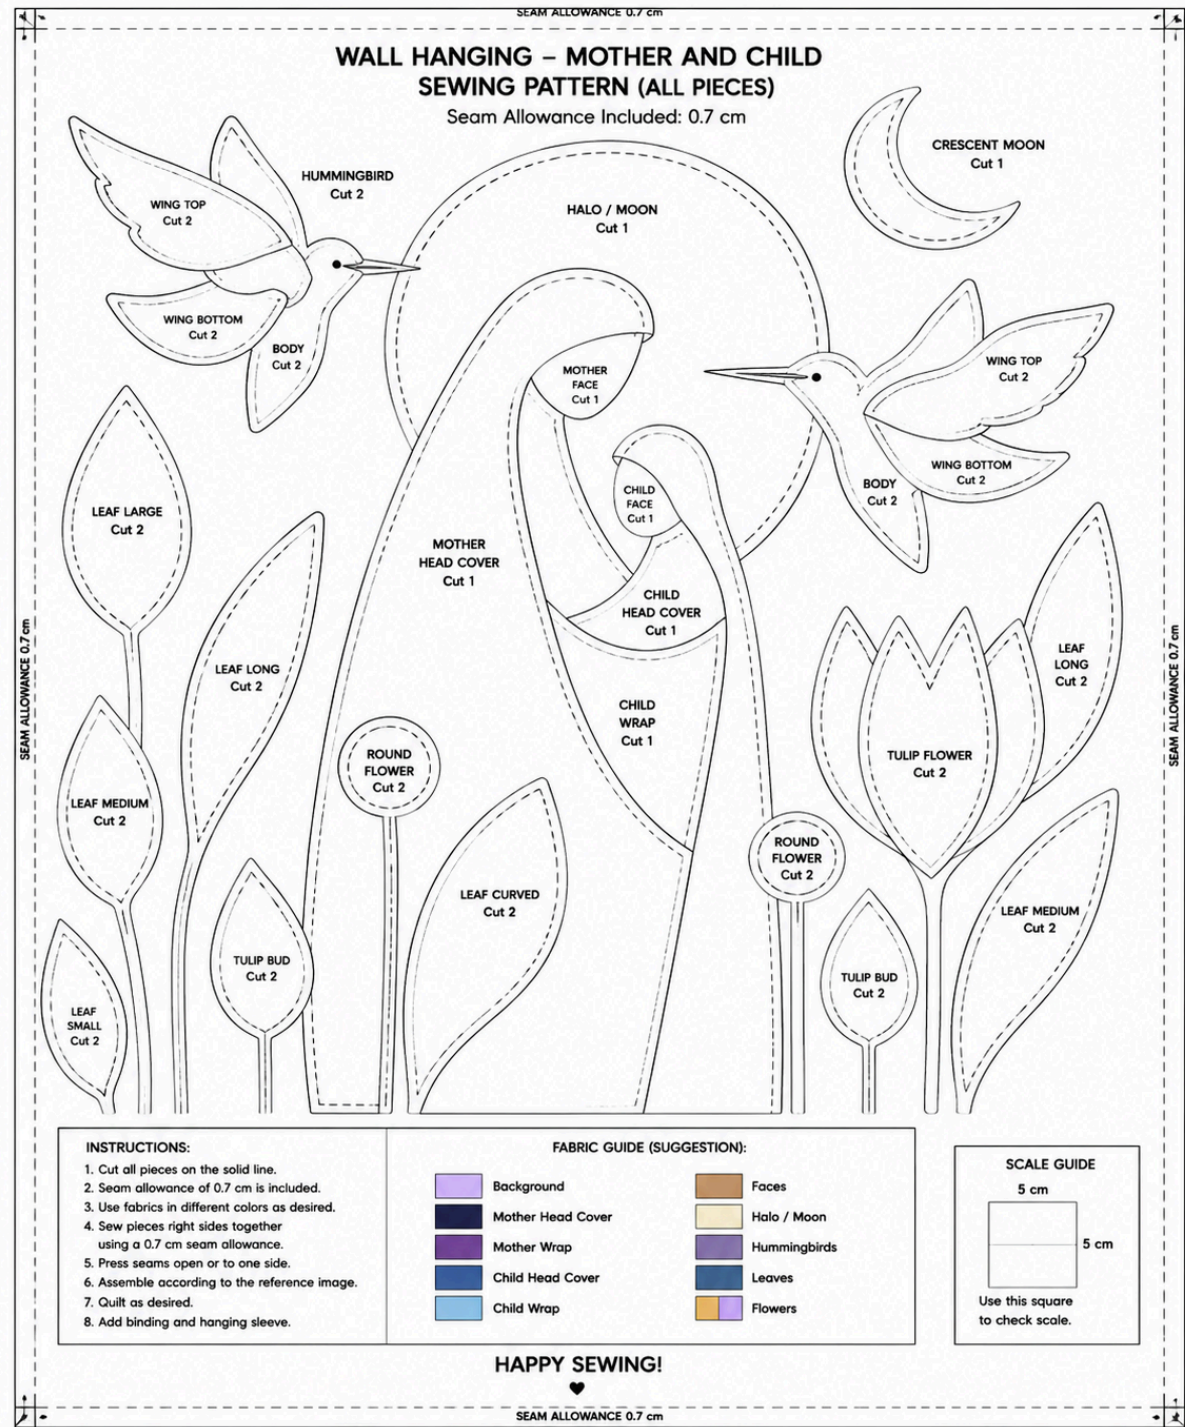 SEAM ALLOWANCE 0.7 cm
WALL HANGING – MOTHER AND CHILD
SEWING PATTERN (ALL PIECES)
Seam Allowance Included: 0.7 cm
CRESCENT MOON
Cut 1
HUMMINGBIRD
Cut 2
WING TOP
Cut 2
HALO / MOON
Cut 1
WING BOTTOM
Cut 2
BODY
Cut 2
MOTHER
FACE
Cut 1
WING TOP
Cut 2
WING BOTTOM
Cut 2
BODY
Cut 2
CHILD
FACE
Cut 1
LEAF LARGE
Cut 2
MOTHER
HEAD COVER
Cut 1
CHILD
HEAD COVER
Cut 1
LEAF LONG
Cut 2
LEAF
LONG
Cut 2
SEAM ALLOWANCE 0.7 cm
SEAM ALLOWANCE 0.7 cm
CHILD
WRAP
Cut 1
ROUND
FLOWER
Cut 2
TULIP FLOWER
Cut 2
LEAF MEDIUM
Cut 2
ROUND
FLOWER
Cut 2
LEAF CURVED
Cut 2
LEAF MEDIUM
Cut 2
TULIP BUD
Cut 2
TULIP BUD
Cut 2
LEAF
SMALL
Cut 2
INSTRUCTIONS:
1. Cut all pieces on the solid line.
2. Seam allowance of 0.7 cm is included.
3. Use fabrics in different colors as desired.
4. Sew pieces right sides together
using a 0.7 cm seam allowance.
5. Press seams open or to one side.
6. Assemble according to the reference image.
7. Quilt as desired.
8. Add binding and hanging sleeve.
FABRIC GUIDE (SUGGESTION):
Background
Mother Head Cover
Mother Wrap
Child Head Cover
Child Wrap
Faces
Halo / Moon
Hummingbirds
Leaves
Flowers
SCALE GUIDE
5 cm
5 cm
Use this square
to check scale.
HAPPY SEWING!
SEAM ALLOWANCE 0.7 cm